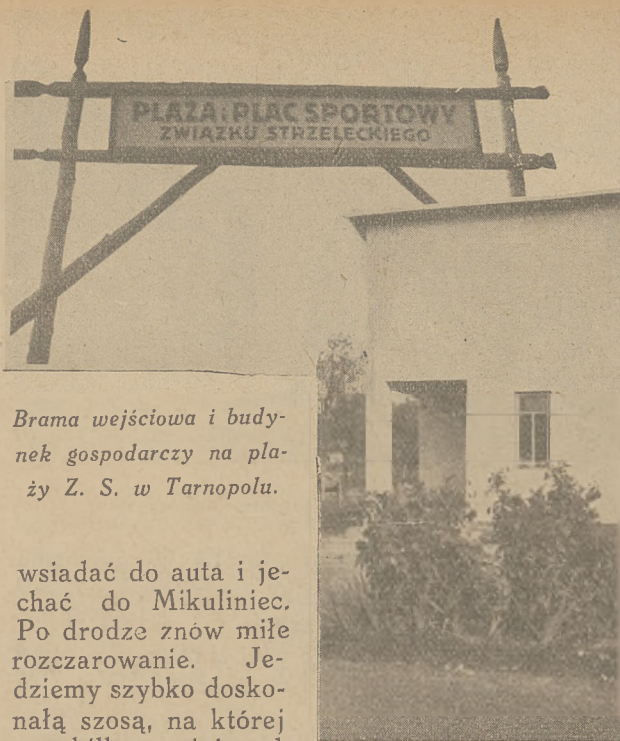 PLAŻA i PLAC SPORTOWY
ZWIĄZKU STRZELECKIEGO
Brama wejściowa i budy-
nek gospodarczy na pla-
ży Z. S. w Tarnopolu.
wsiadać do auta i je-
chać do Mikuliniec.
Po drodze znów miłe
rozczarowanie. Je-
dziemy szybko dosko-
nałą szosą, na której